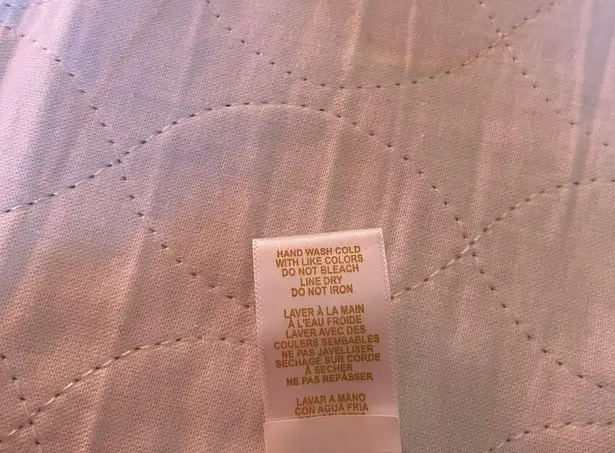 HAND WASH COLD
WITH LIKE COLORS
DO NOT BLEACH
LINE DRY
DO NOT IRON
LAVER À LA MAIN
À L'EAU FROIDE
LAVER AVEC DES
COULERS SEMBABLES
NE PAS JAVELLISER
SECHAGE SUR CORDE
À SECHER
NE PAS REPASSER
LAVAR A MANO
CON AGUA FRIA